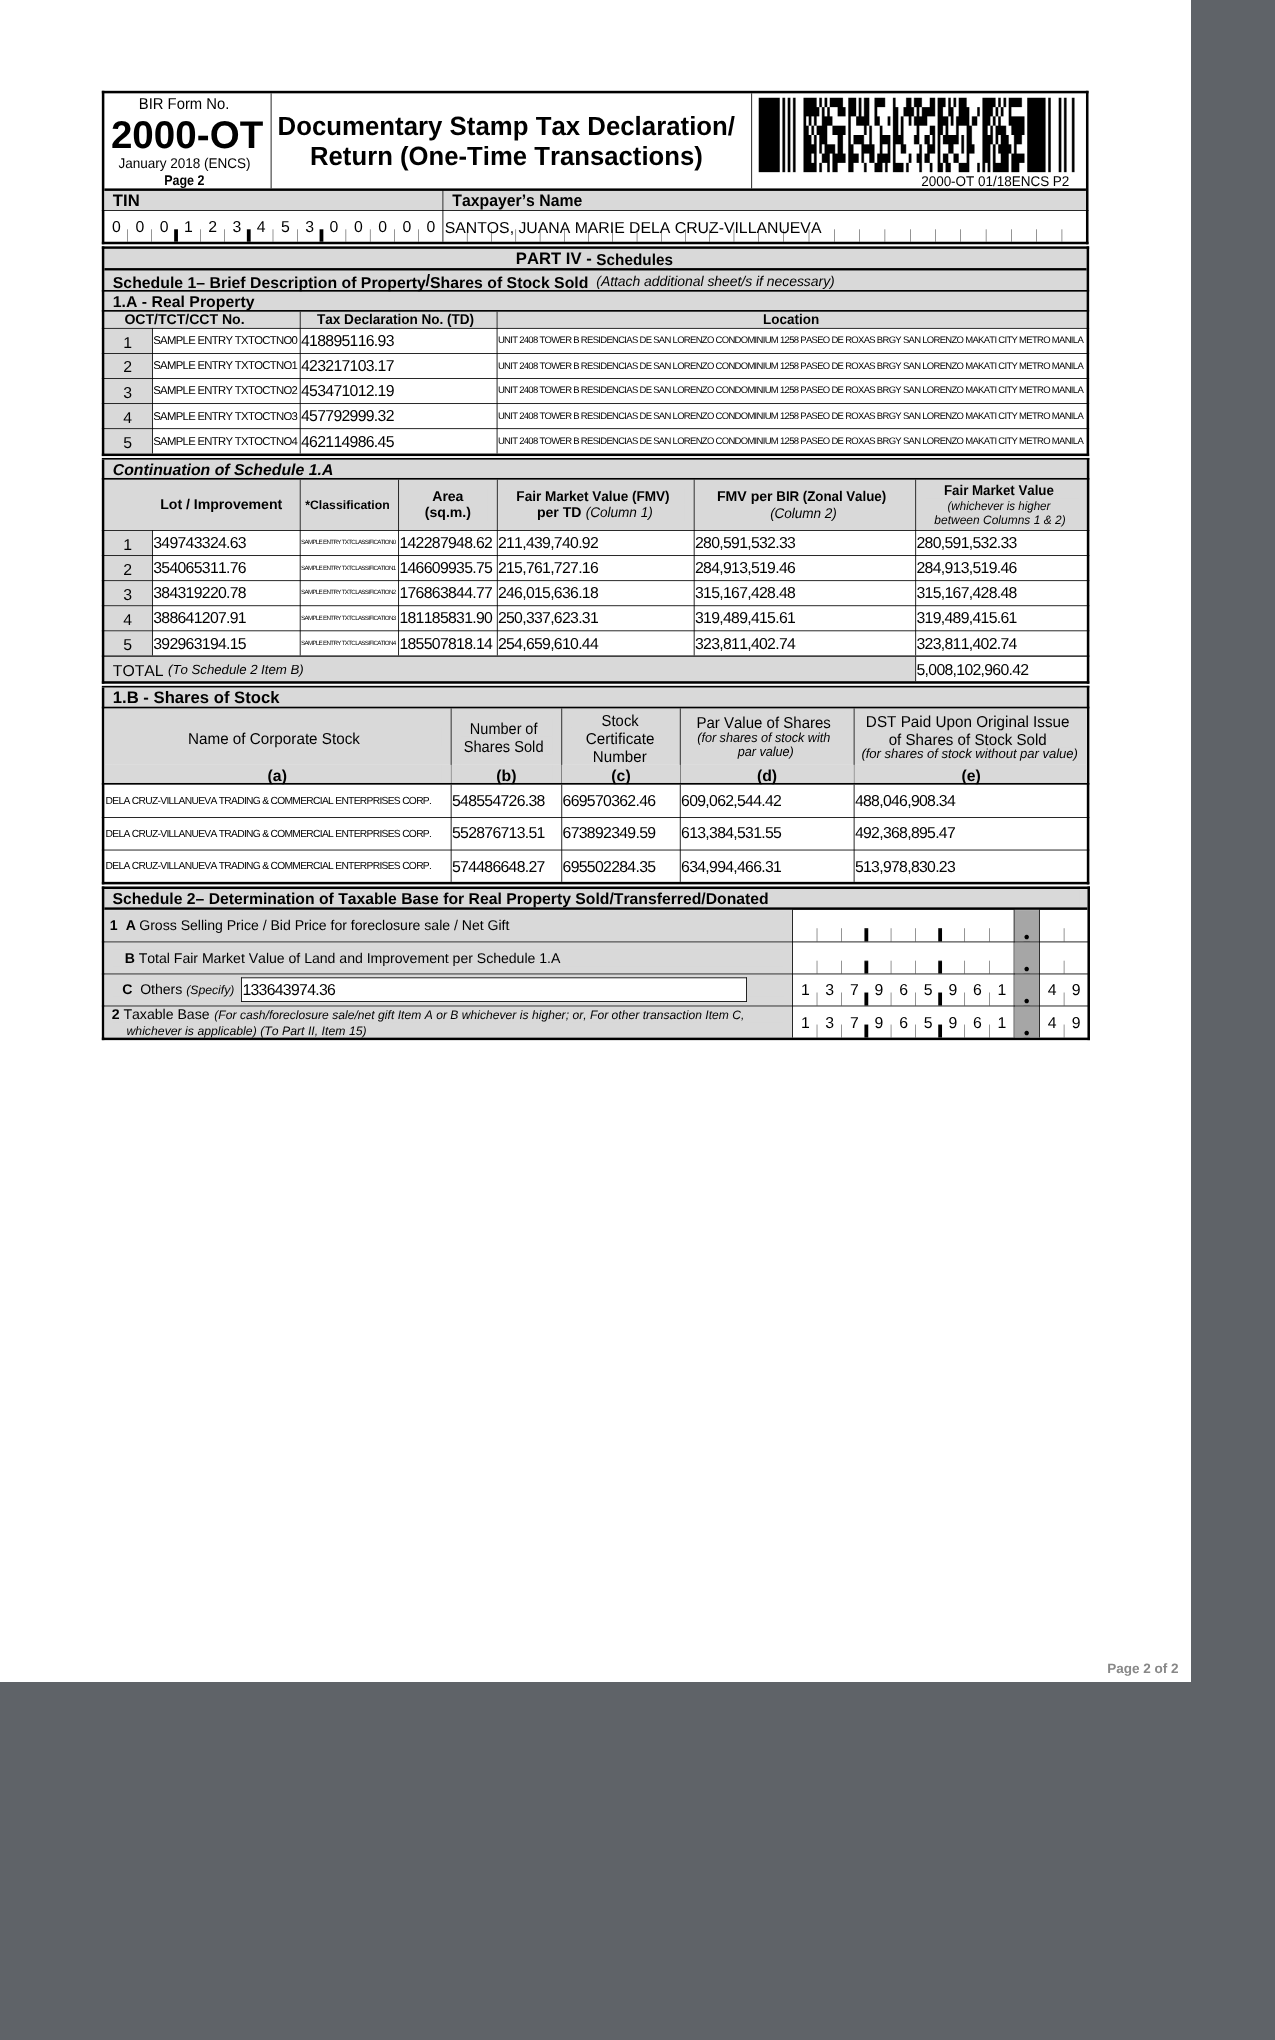 BIR Form No.
2000-OT
January 2018 (ENCS)
Page 2
Documentary Stamp Tax Declaration/
Return (One-Time Transactions)
2000-OT 01/18ENCS P2
TIN Taxpayer’s Name
0 0 0 1 2 3 4 5 3 0 0 0 0 0 SANTOS, JUANA MARIE DELA CRUZ-VILLANUEVA
PART IV - Schedules
Schedule 1– Brief Description of Property/Shares of Stock Sold (Attach additional sheet/s if necessary)
1.A - Real Property
OCT/TCT/CCT No. Tax Declaration No. (TD) Location
1 SAMPLE ENTRY TXTOCTNO0 418895116.93 UNIT 2408 TOWER B RESIDENCIAS DE SAN LORENZO CONDOMINIUM 1258 PASEO DE ROXAS BRGY SAN LORENZO MAKATI CITY METRO MANILA
2 SAMPLE ENTRY TXTOCTNO1 423217103.17 UNIT 2408 TOWER B RESIDENCIAS DE SAN LORENZO CONDOMINIUM 1258 PASEO DE ROXAS BRGY SAN LORENZO MAKATI CITY METRO MANILA
3 SAMPLE ENTRY TXTOCTNO2 453471012.19 UNIT 2408 TOWER B RESIDENCIAS DE SAN LORENZO CONDOMINIUM 1258 PASEO DE ROXAS BRGY SAN LORENZO MAKATI CITY METRO MANILA
4 SAMPLE ENTRY TXTOCTNO3 457792999.32 UNIT 2408 TOWER B RESIDENCIAS DE SAN LORENZO CONDOMINIUM 1258 PASEO DE ROXAS BRGY SAN LORENZO MAKATI CITY METRO MANILA
5 SAMPLE ENTRY TXTOCTNO4 462114986.45 UNIT 2408 TOWER B RESIDENCIAS DE SAN LORENZO CONDOMINIUM 1258 PASEO DE ROXAS BRGY SAN LORENZO MAKATI CITY METRO MANILA
Continuation of Schedule 1.A
Lot / Improvement *Classification Area (sq.m.) Fair Market Value (FMV) per TD (Column 1) FMV per BIR (Zonal Value) (Column 2) Fair Market Value (whichever is higher between Columns 1 & 2)
1 349743324.63 SAMPLE ENTRY TXTCLASSIFICATION0 142287948.62 211,439,740.92 280,591,532.33 280,591,532.33
2 354065311.76 SAMPLE ENTRY TXTCLASSIFICATION1 146609935.75 215,761,727.16 284,913,519.46 284,913,519.46
3 384319220.78 SAMPLE ENTRY TXTCLASSIFICATION2 176863844.77 246,015,636.18 315,167,428.48 315,167,428.48
4 388641207.91 SAMPLE ENTRY TXTCLASSIFICATION3 181185831.90 250,337,623.31 319,489,415.61 319,489,415.61
5 392963194.15 SAMPLE ENTRY TXTCLASSIFICATION4 185507818.14 254,659,610.44 323,811,402.74 323,811,402.74
TOTAL (To Schedule 2 Item B) 5,008,102,960.42
1.B - Shares of Stock
Name of Corporate Stock Number of Shares Sold Stock Certificate Number Par Value of Shares (for shares of stock with par value) DST Paid Upon Original Issue of Shares of Stock Sold (for shares of stock without par value)
(a) (b) (c) (d) (e)
DELA CRUZ-VILLANUEVA TRADING & COMMERCIAL ENTERPRISES CORP. 548554726.38 669570362.46 609,062,544.42 488,046,908.34
DELA CRUZ-VILLANUEVA TRADING & COMMERCIAL ENTERPRISES CORP. 552876713.51 673892349.59 613,384,531.55 492,368,895.47
DELA CRUZ-VILLANUEVA TRADING & COMMERCIAL ENTERPRISES CORP. 574486648.27 695502284.35 634,994,466.31 513,978,830.23
Schedule 2– Determination of Taxable Base for Real Property Sold/Transferred/Donated
1 A Gross Selling Price / Bid Price for foreclosure sale / Net Gift
B Total Fair Market Value of Land and Improvement per Schedule 1.A
C Others (Specify) 133643974.36 1 3 7 9 6 5 9 6 1 . 4 9
2 Taxable Base (For cash/foreclosure sale/net gift Item A or B whichever is higher; or, For other transaction Item C, 1 3 7 9 6 5 9 6 1 . 4 9
whichever is applicable) (To Part II, Item 15)
Page 2 of 2